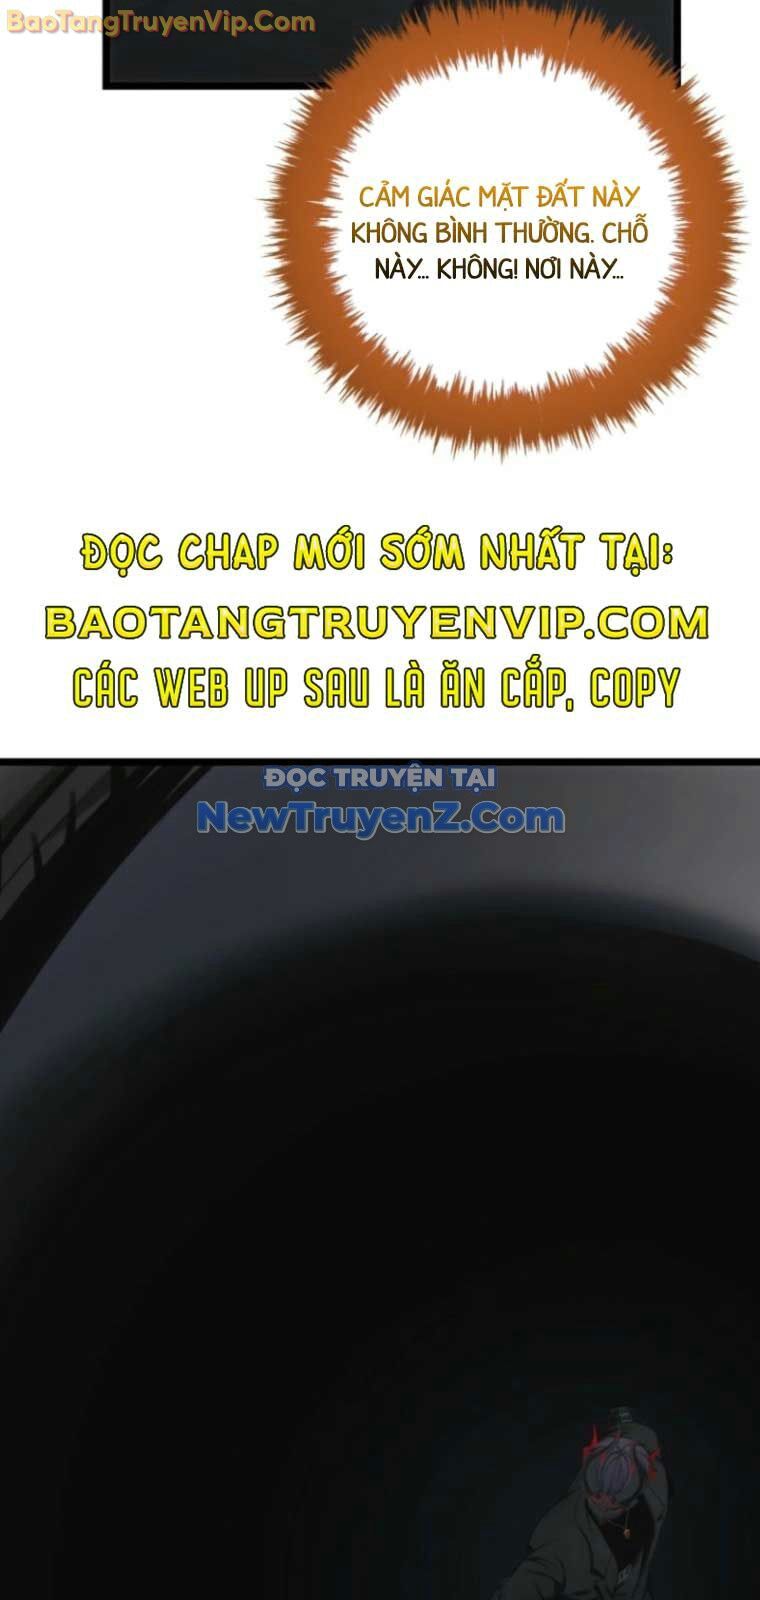 BaoTangTruyenVip.Com
CẢM GIÁC MẶT ĐẤT NÀY
KHÔNG BÌNH THƯỜNG. CHỖ
NÀY... KHÔNG! NƠI NÀY...
ĐỌC CHAP MỚI SỚM NHẤT TẠI:
BAOTANGTRUYENVIP.COM
CÁC WEB UP SAU LÀ ĂN CẮP, COPY
ĐỌC TRUYỆN TẠI
NEWTRUYENZ.COM